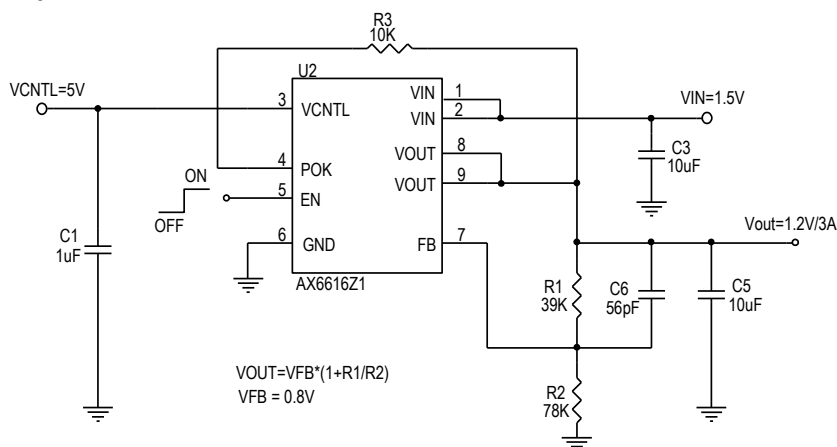 R3
10K
U2
VCNTL=5V
3
VCNTL
VIN
1
VIN
2
VIN=1.5V
C3
10uF
VOUT
8
4
POK
VOUT
9
ON
OFF
5
EN
C1
1uF
6
GND
FB
7
Vout=1.2V/3A
AX6616Z1
R1
39K
C6
56pF
C5
10uF
VOUT=VFB*(1+R1/R2)
VFB = 0.8V
R2
78K